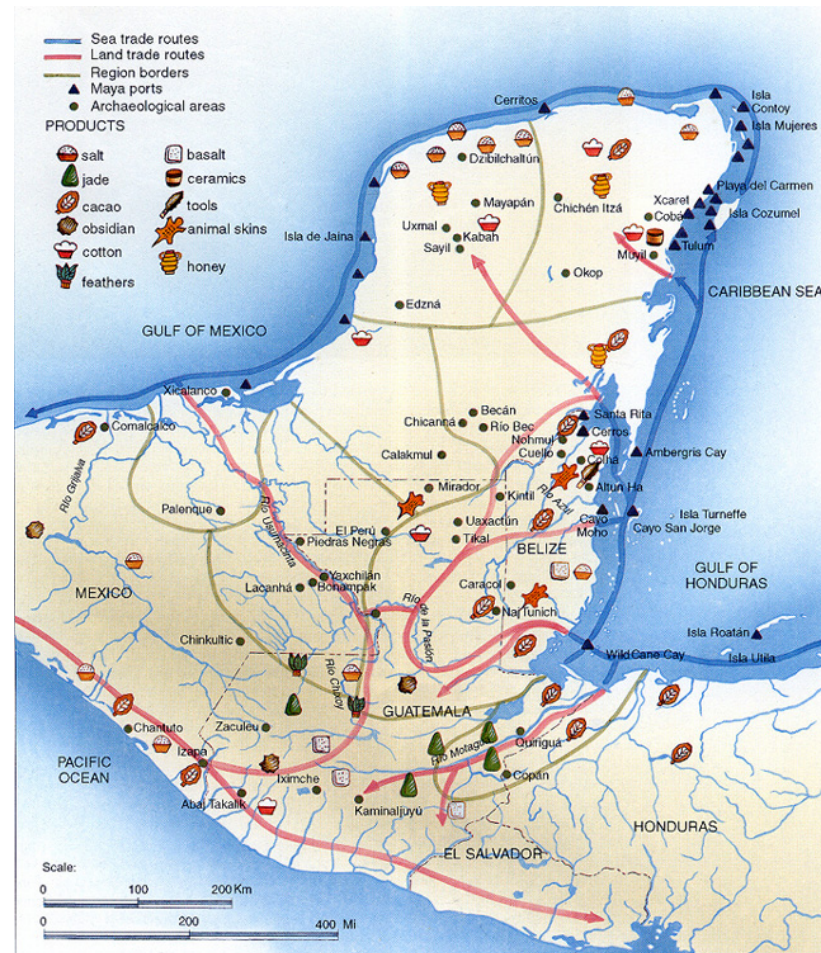 Sea trade routes
Land trade routes
Region borders
Maya ports
Archaeological areas
PRODUCTS
salt
jade
cacao
obsidian
cotton
feathers
basalt
ceramics
tools
animal skins
honey
Cerritos
Isla
Contoy
Isla Mujeres
Dzibilchaltún
Mayapán
Chichén Itzá
Playa del Carmen
Xcaret
Cobá
Isla Cozumel
Uxmal
Kabah
Sayil
Isla de Jaina
Tulum
Muyil
Okop
CARIBBEAN SEA
Edzná
GULF OF MEXICO
Xicalanco
Comalcalco
Becán
Chicanná
Río Bec
Santa Rita
Cerros
Nohmul
Cuello
Colhá
Calakmul
Ambergris Cay
Río Grijalva
Mirador
Kintil
Río Azul
Altun Ha
Palenque
Río Usumacinta
Uaxactún
El Perú
Tikal
Piedras Negras
Cayo
Moho
Isla Turneffe
Cayo San Jorge
BELIZE
MEXICO
Yaxchilán
Bonampak
Lacanhá
Caracol
GULF OF
HONDURAS
Río de la Pasión
Naj Tunich
Chinkultic
Isla Roatán
Wild Cane Cay
Isla Utila
Río Chixoy
GUATEMALA
Chantuto
Zaculeu
Quiriguá
Río Motagua
PACIFIC
OCEAN
Izapa
Iximche
Copán
Abaj Takalik
Kaminaljuyú
HONDURAS
EL SALVADOR
Scale:
0 100 200 Km
0 200 400 Mi